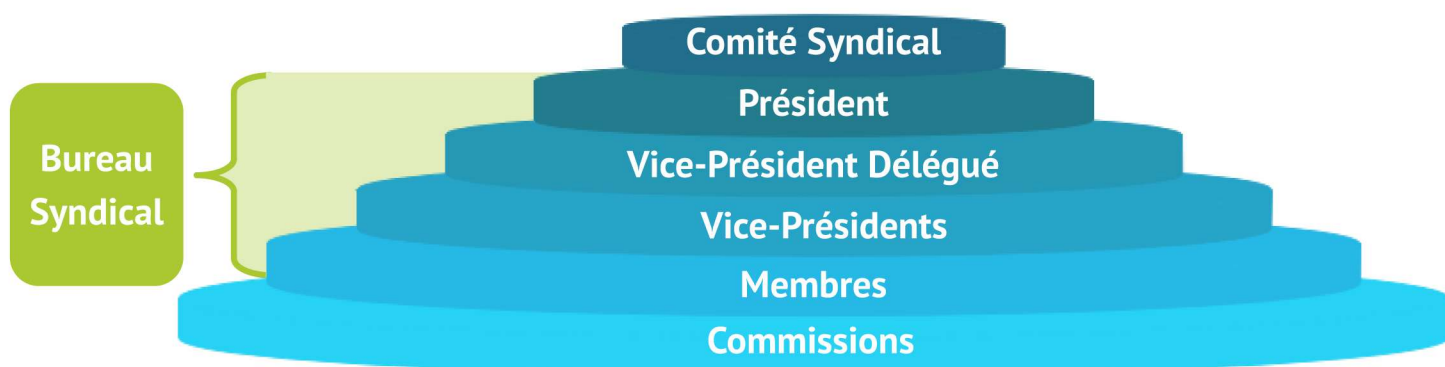 Comité Syndical
Président
Vice-Président Délégué
Vice-Présidents
Membres
Commissions
Bureau
Syndical